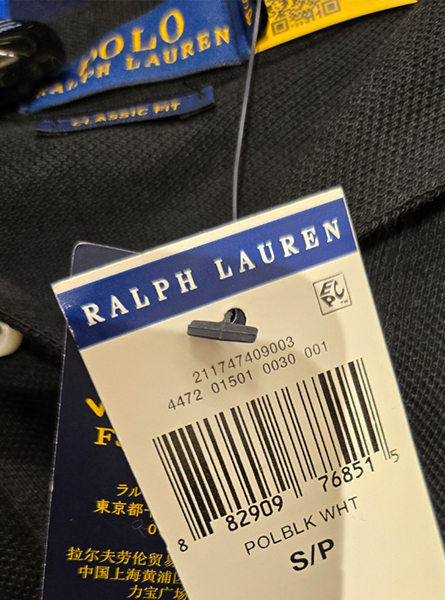 POLO
RALPH LAUREN
CLASSIC FIT
RALPH LAUREN
EPC
211747409003
4472 01501 0030 001
8 82909 76851 5
POLBLK WHT
S/P
ラル
東京都
拉尔夫劳伦贸易
中国上海黄浦区
力宝广场